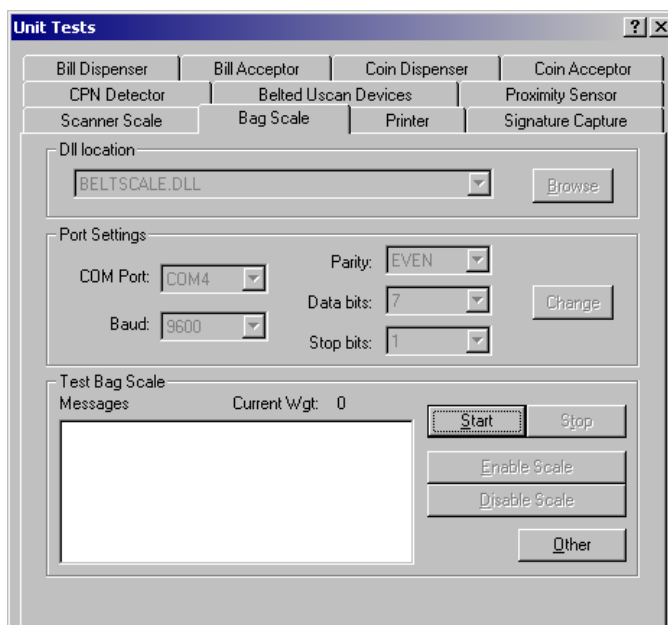 Unit Tests
Bill Dispenser Bill Acceptor Coin Dispenser Coin Acceptor
CPN Detector Belted Uscan Devices Proximity Sensor
Scanner Scale Bag Scale Printer Signature Capture
Dll location
BELTSCALE.DLL Browse
Port Settings
COM Port: COM4 Parity: EVEN
Data bits: 7 Change
Baud: 9600
Stop bits: 1
Test Bag Scale
Messages Current Wgt: 0
Start Stop
Enable Scale
Disable Scale
Other